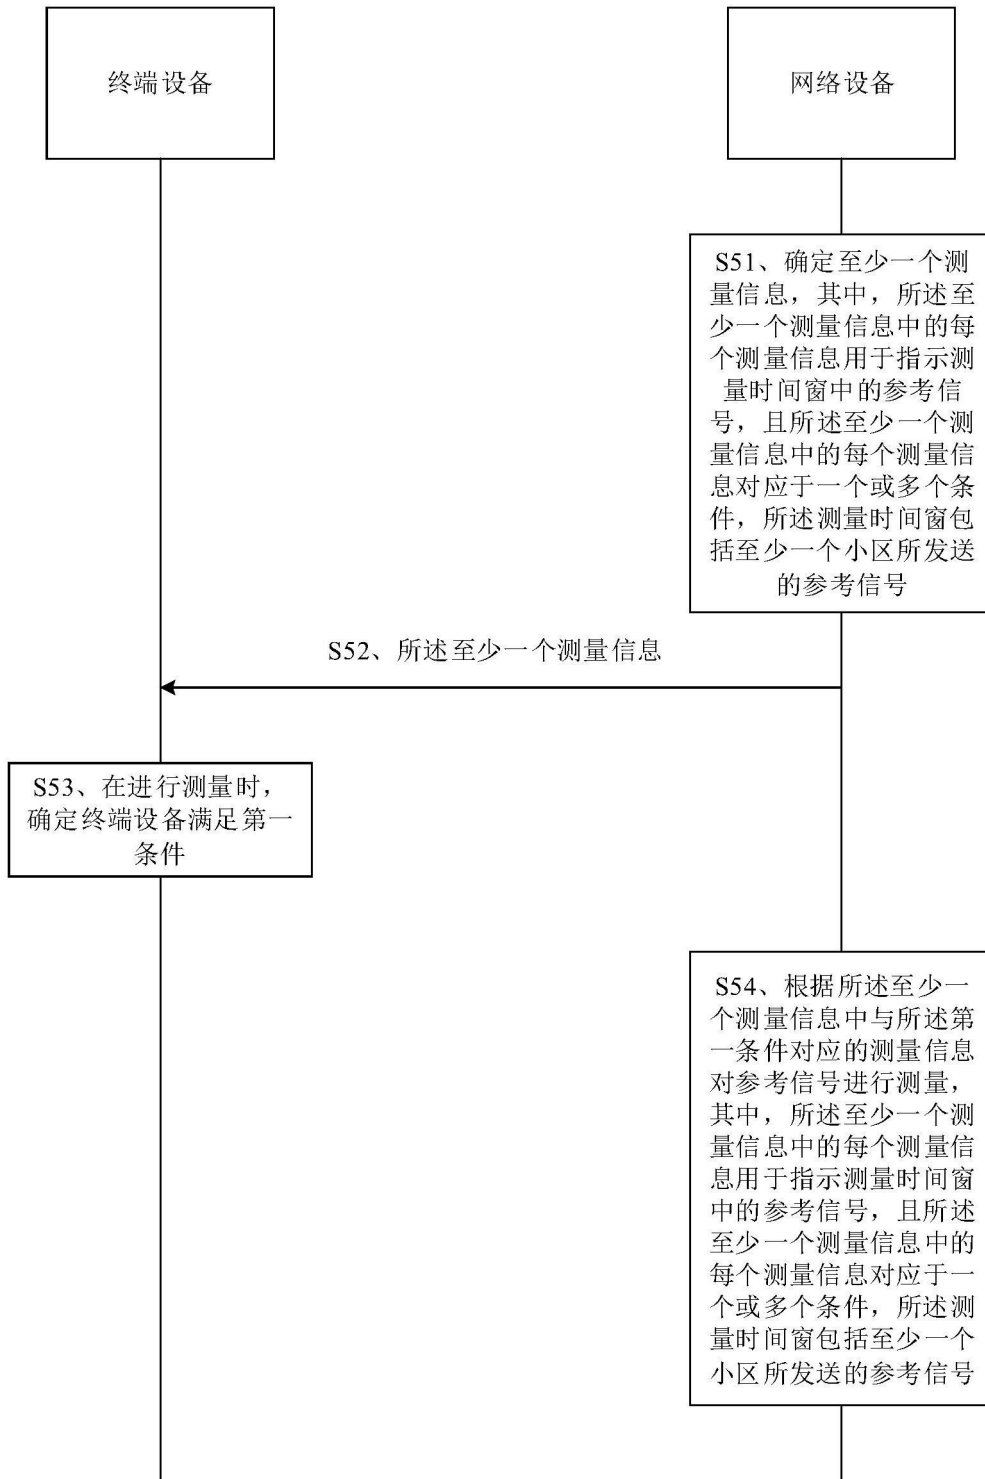 终端设备
网络设备
S51、确定至少一个测
量信息，其中，所述至
少一个测量信息中的每
个测量信息用于指示测
量时间窗中的参考信
号，且所述至少一个测
量信息中的每个测量信
息对应于一个或多个条
件，所述测量时间窗包
括至少一个小区所发送
的参考信号
S52、所述至少一个测量信息
S53、在进行测量时，
确定终端设备满足第一
条件
S54、根据所述至少一
个测量信息中与所述第
一条件对应的测量信息
对参考信号进行测量，
其中，所述至少一个测
量信息中的每个测量信
息用于指示测量时间窗
中的参考信号，且所述
至少一个测量信息中的
每个测量信息对应于一
个或多个条件，所述测
量时间窗包括至少一个
小区所发送的参考信号